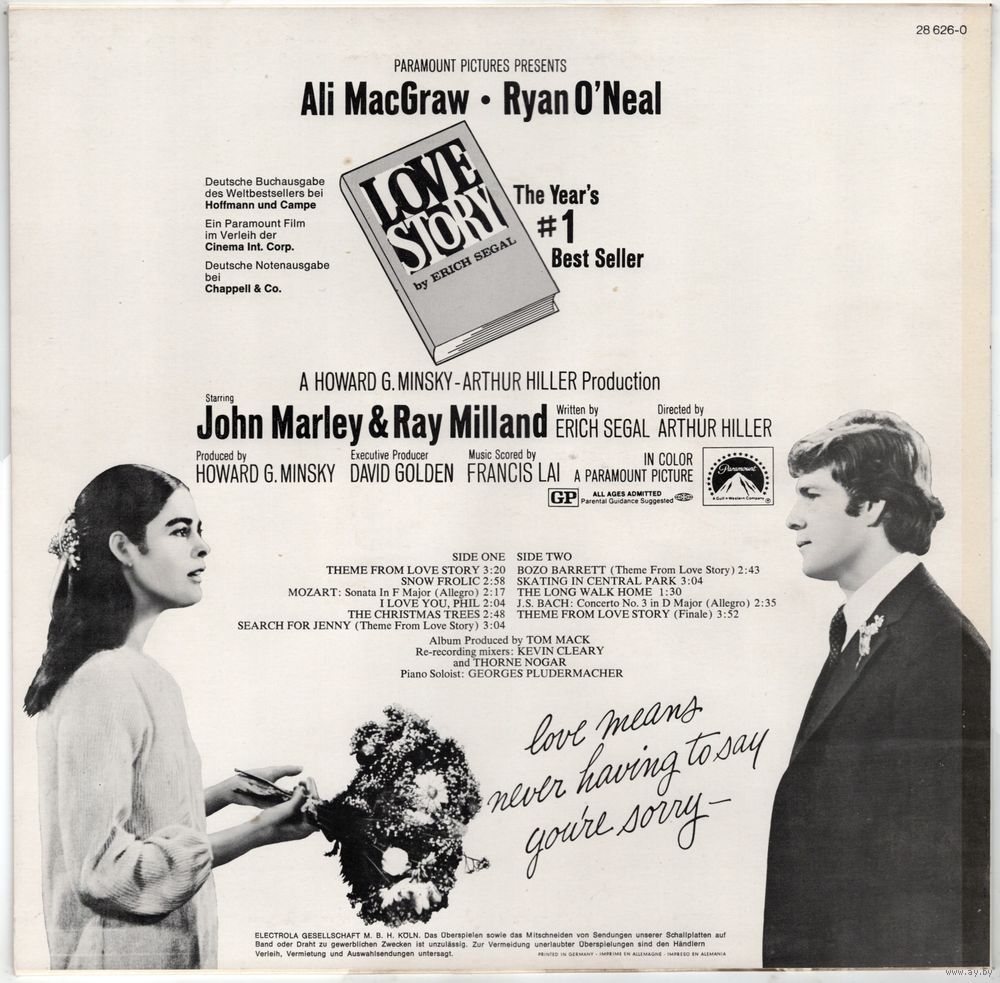 28 626-0
PARAMOUNT PICTURES PRESENTS
Ali MacGraw • Ryan O'Neal
Deutsche Buchausgabe
des Weltbestsellers bei
Hoffmann und Campe
Ein Paramount Film
im Verleih der
Cinema Int. Corp.
Deutsche Notenausgabe
bei
Chappell & Co.
LOVE
STORY
by ERICH SEGAL
The Year's
#1
Best Seller
A HOWARD G. MINSKY - ARTHUR HILLER Production
Starring
John Marley & Ray Milland
Written by
ERICH SEGAL
Directed by
ARTHUR HILLER
Produced by
HOWARD G. MINSKY
Executive Producer
DAVID GOLDEN
Music Scored by
FRANCIS LAI
IN COLOR
A PARAMOUNT PICTURE
Paramount
A Gulf + Western Company
GP ALL AGES ADMITTED
Parental Guidance Suggested
SIDE ONE
THEME FROM LOVE STORY 3:20
SNOW FROLIC 2:58
MOZART: Sonata In F Major (Allegro) 2:17
I LOVE YOU, PHIL 2:04
THE CHRISTMAS TREES 2:48
SEARCH FOR JENNY (Theme From Love Story) 3:04
SIDE TWO
BOZO BARRETT (Theme From Love Story) 2:43
SKATING IN CENTRAL PARK 3:04
THE LONG WALK HOME 1:30
J.S. BACH: Concerto No. 3 in D Major (Allegro) 2:35
THEME FROM LOVE STORY (Finale) 3:52
Album Produced by TOM MACK
Re-recording mixers: KEVIN CLEARY
and THORNE NOGAR
Piano Soloist: GEORGES PLUDERMACHER
love means
never having to say
you're sorry—
ELECTROLA GESELLSCHAFT M. B. H. KÖLN. Das Überspielen sowie das Mitschneiden von Sendungen unserer Schallplatten auf
Band oder Draht zu gewerblichen Zwecken ist unzulässig. Zur Vermeidung unerlaubter Überspielungen sind den Händlern
Verleih, Vermietung und Auswahlsendungen untersagt.
PRINTED IN GERMANY - IMPRIME EN ALLEMAGNE - IMPRESO EN ALEMANIA
www.ay.by